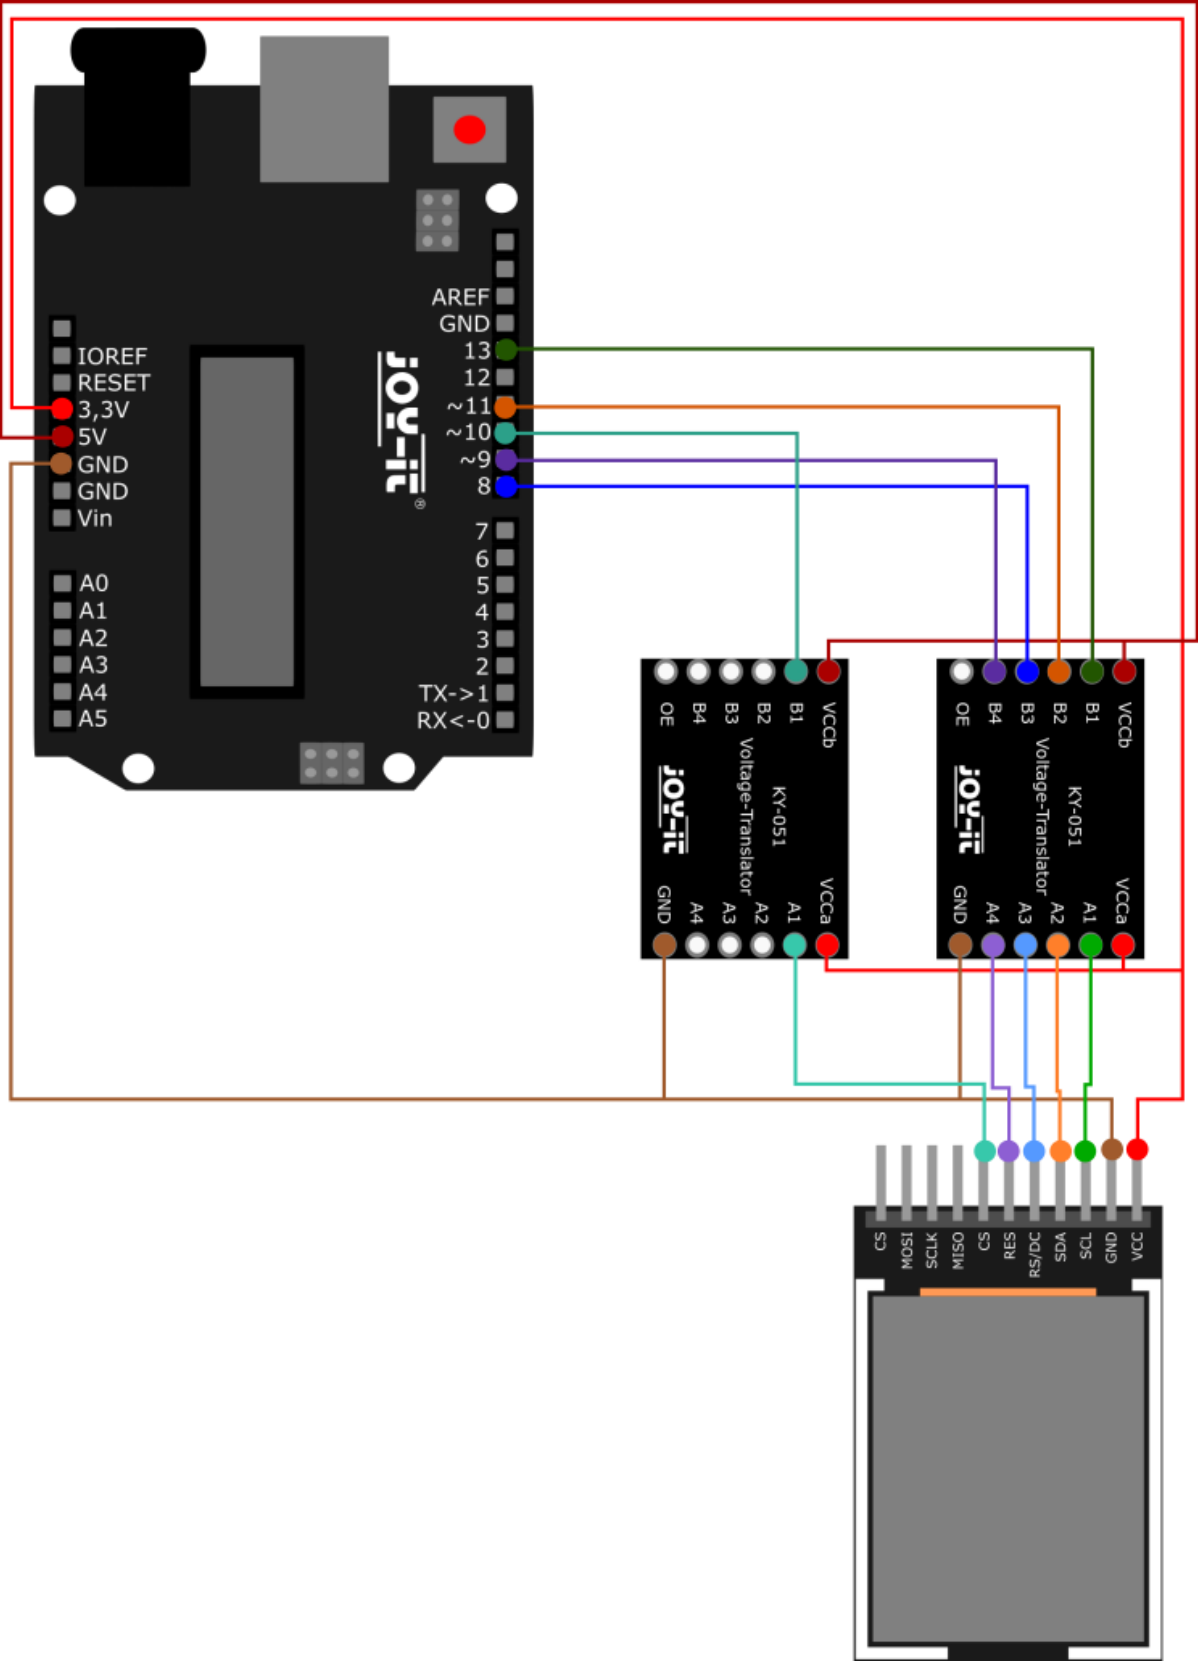 IOREF
RESET
3,3V
5V
GND
GND
Vin
A0
A1
A2
A3
A4
A5
AREF
GND
13
12
~11
~10
~9
8
7
6
5
4
3
2
TX->1
RX<-0
JOY-iT®
OE B4 B3 B2 B1 VCCb
JOY-iT
Voltage-Translator
KY-051
GND A4 A3 A2 A1 VCCa
OE B4 B3 B2 B1 VCCb
JOY-iT
Voltage-Translator
KY-051
GND A4 A3 A2 A1 VCCa
CS MOSI SCLK MISO CS RES RS/DC SDA SCL GND VCC